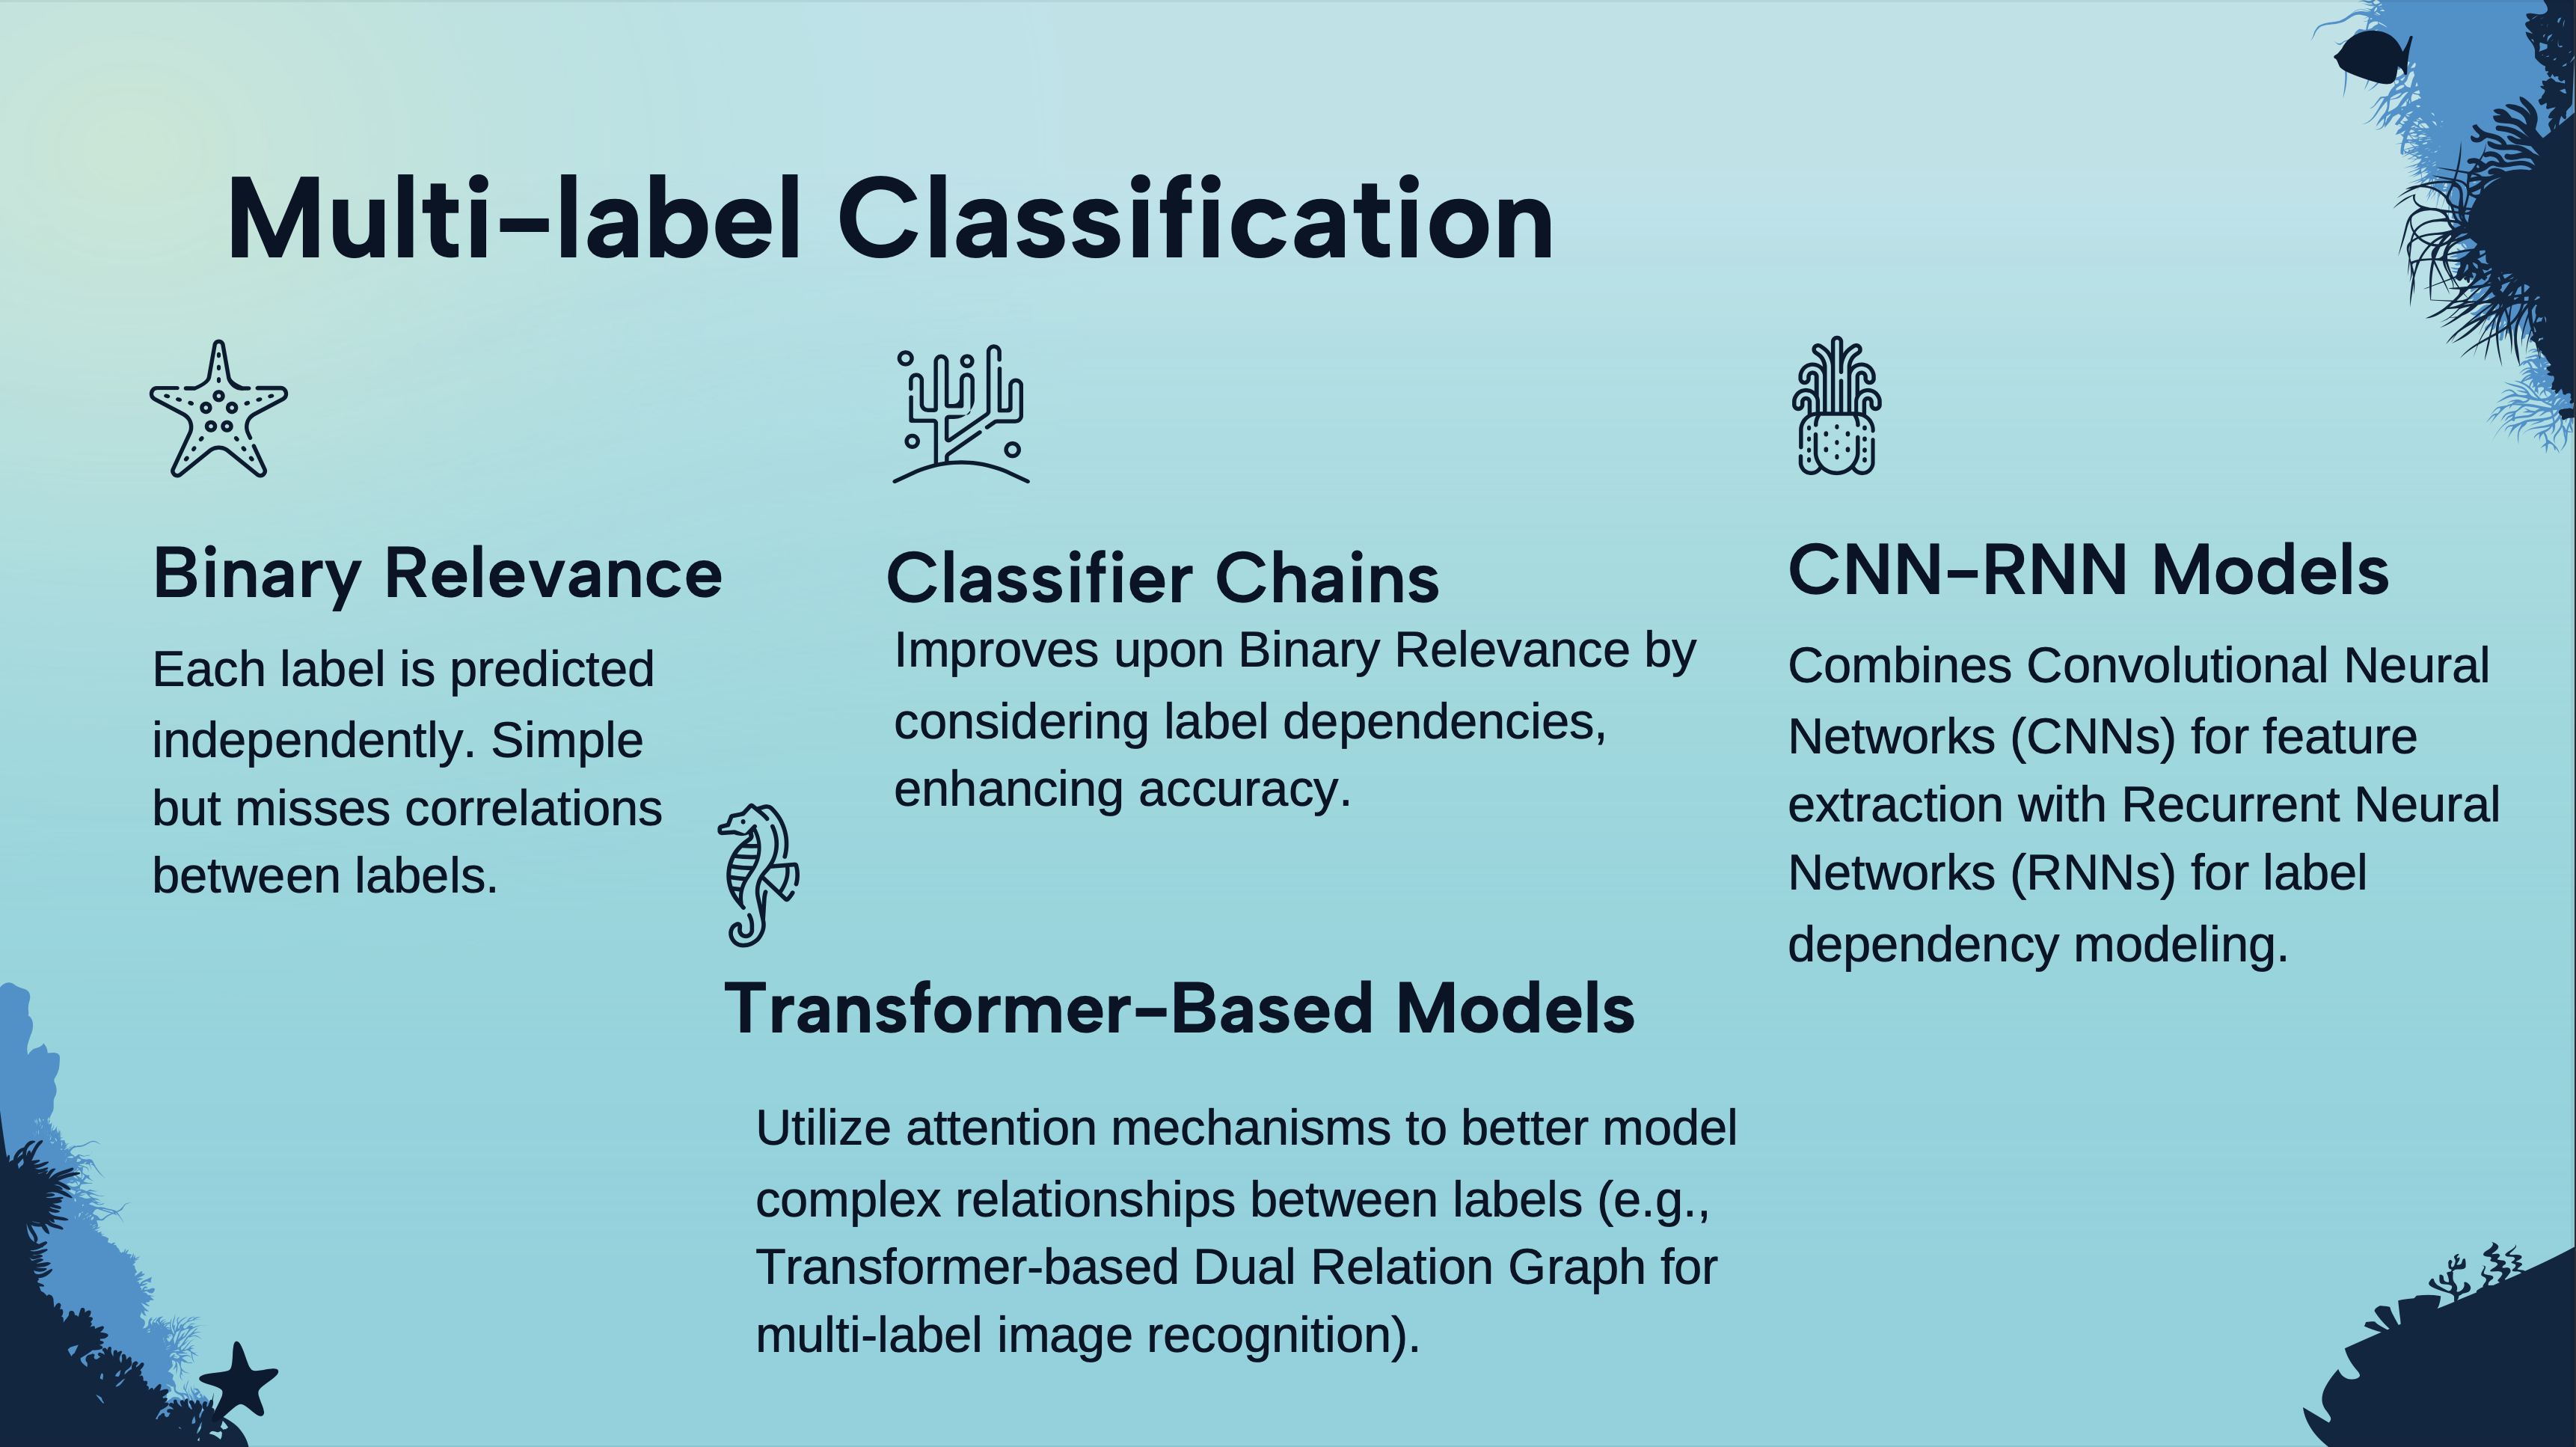 Multi-label Classification
Binary Relevance
Each label is predicted
independently. Simple
but misses correlations
between labels.
Classifier Chains
Improves upon Binary Relevance by
considering label dependencies,
enhancing accuracy.
CNN-RNN Models
Combines Convolutional Neural
Networks (CNNs) for feature
extraction with Recurrent Neural
Networks (RNNs) for label
dependency modeling.
Transformer-Based Models
Utilize attention mechanisms to better model
complex relationships between labels (e.g.,
Transformer-based Dual Relation Graph for
multi-label image recognition).